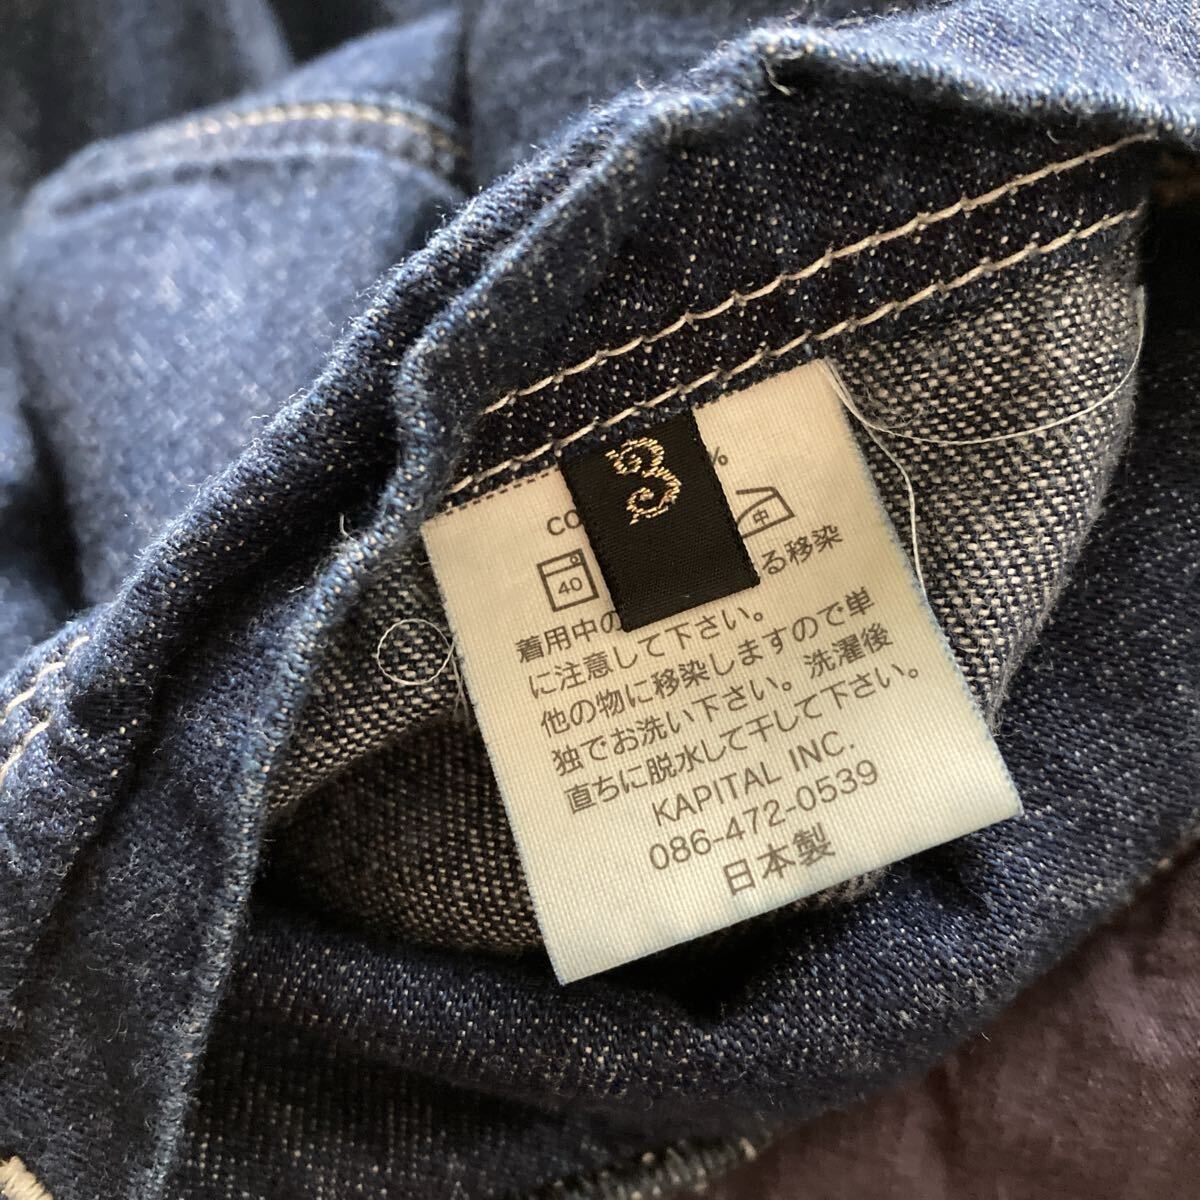 3
%
40
中
る移染
着用中の
に注意して下さい。
他の物に移染しますので単
独でお洗い下さい。洗濯後
直ちに脱水して干して下さい。
KAPITAL INC.
086-472-0539
日本製